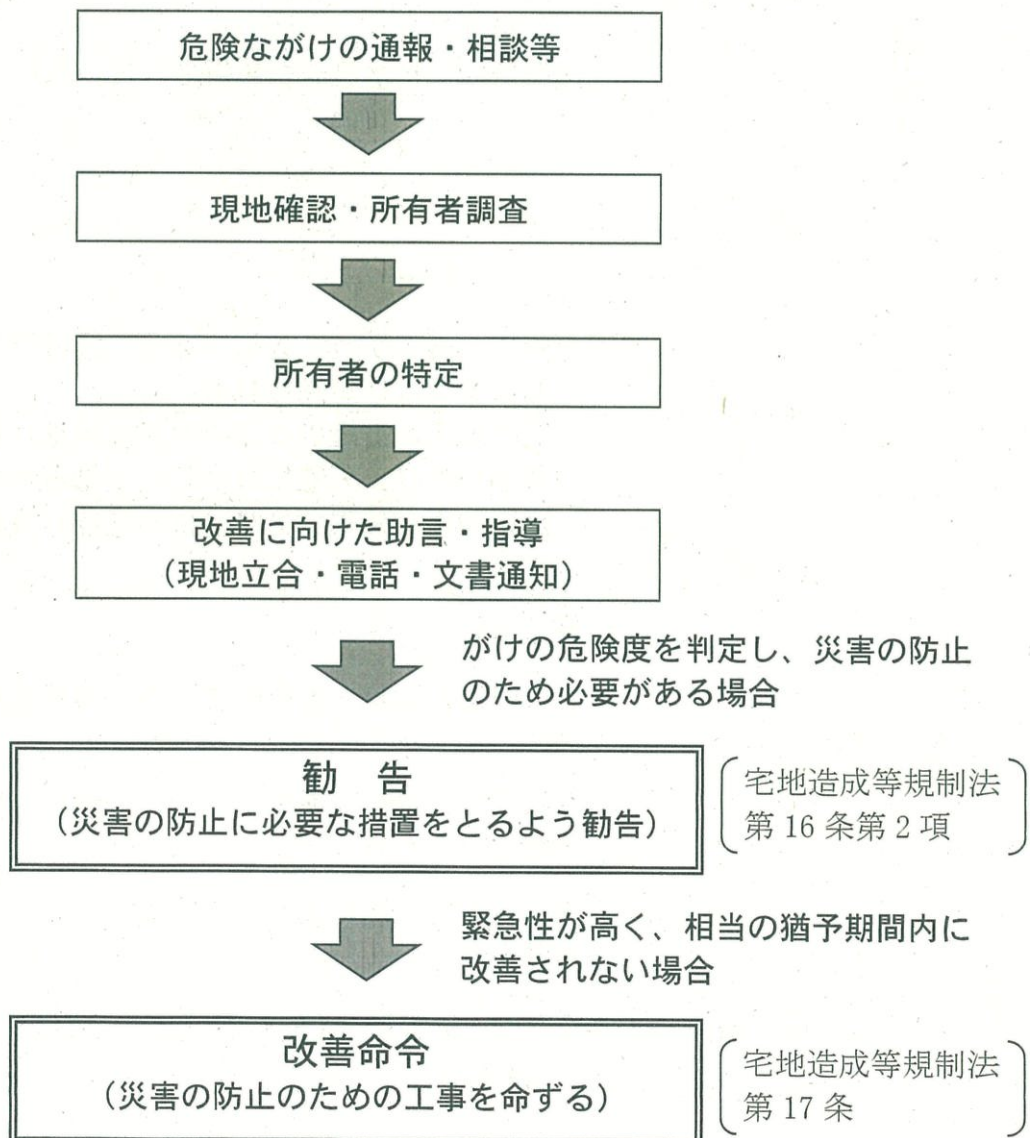 危険ながけの通報・相談等
現地確認・所有者調査
所有者の特定
改善に向けた助言・指導
（現地立合・電話・文書通知）
がけの危険度を判定し、災害の防止
のため必要がある場合
勧　告
（災害の防止に必要な措置をとるよう勧告）
宅地造成等規制法
第 16 条第 2 項
緊急性が高く、相当の猶予期間内に
改善されない場合
改善命令
（災害の防止のための工事を命ずる）
宅地造成等規制法
第 17 条